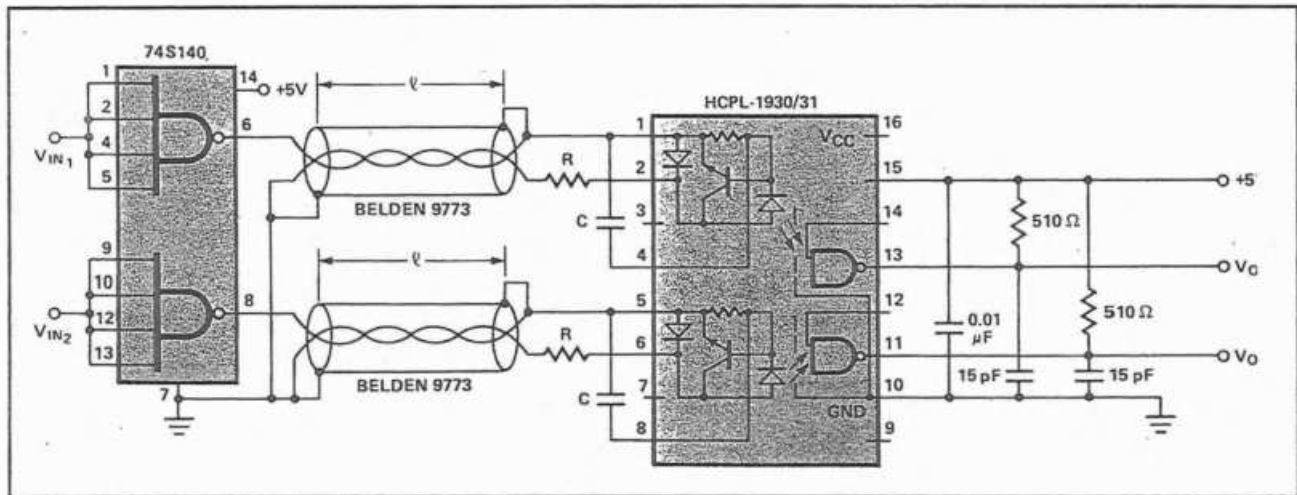 74S140
1
2
4
5
14
+5V
6
VIN1
9
10
12
13
8
VIN2
7
ℓ
BELDEN 9773
R
ℓ
BELDEN 9773
R
C
C
HCPL-1930/31
1
2
3
4
5
6
7
8
VCC
GND
16
15
14
13
12
11
10
9
0.01
μF
510 Ω
15 pF
510 Ω
15 pF
+5
VO
VO